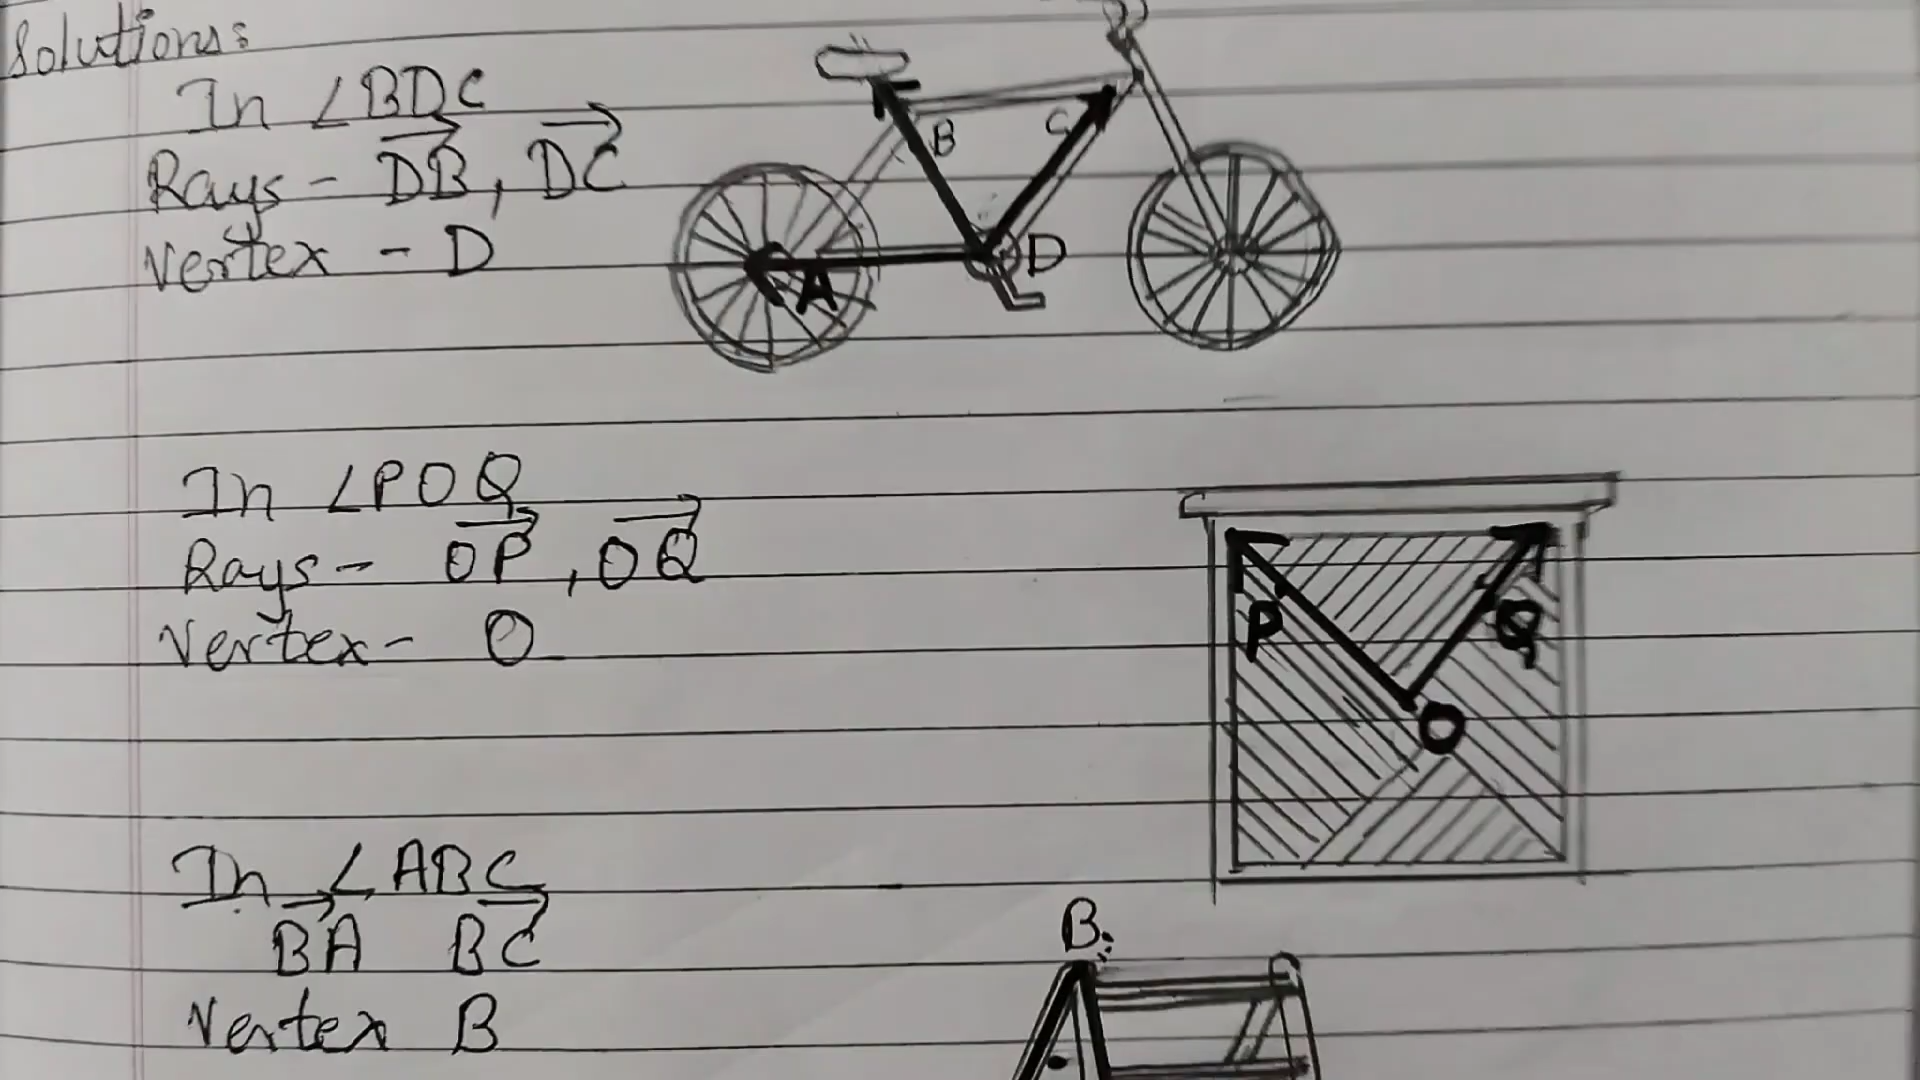 Solutions:
In ∠BDC
Rays - DB, DC
Vertex - D
B
C
A
D
In ∠POQ
Rays - OP, OQ
Vertex - O
P
Q
O
In ∠ABC
BA BC
Vertex B
B